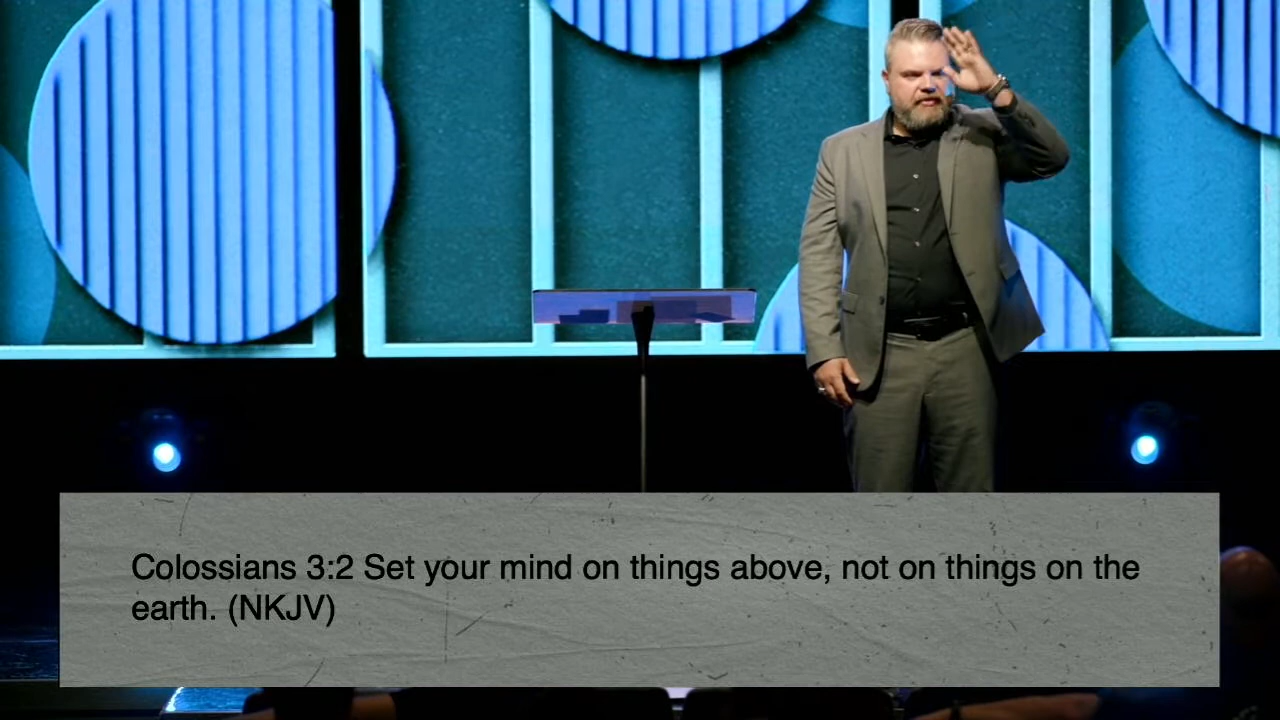 Colossians 3:2 Set your mind on things above, not on things on the
earth. (NKJV)